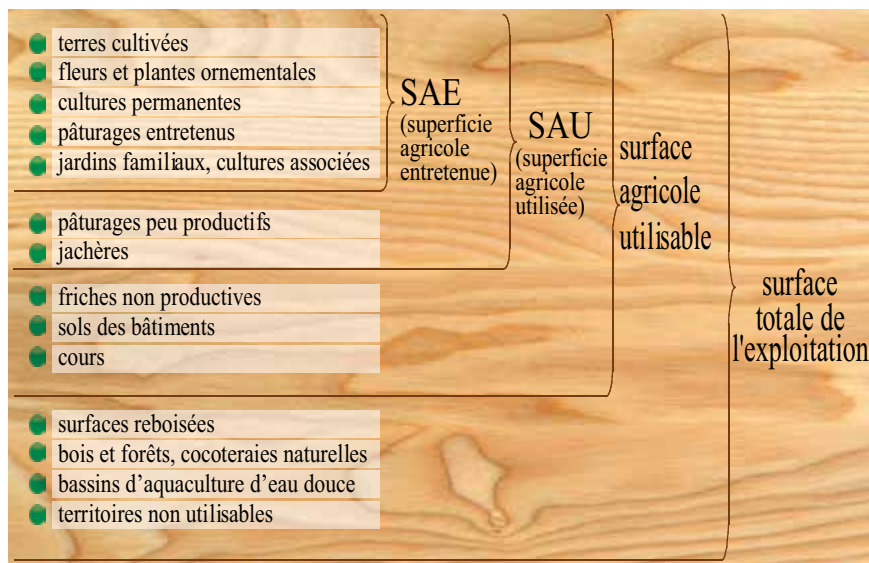 terres cultivées
fleurs et plantes ornementales
cultures permanentes
pâturages entretenus
jardins familiaux, cultures associées
SAE
(superficie
agricole
entretenue)
pâturages peu productifs
jachères
SAU
(superficie
agricole
utilisée)
friches non productives
sols des bâtiments
cours
surface
agricole
utilisable
surfaces reboisées
bois et forêts, cocoteraies naturelles
bassins d’aquaculture d’eau douce
territoires non utilisables
surface
totale de
l'exploitation